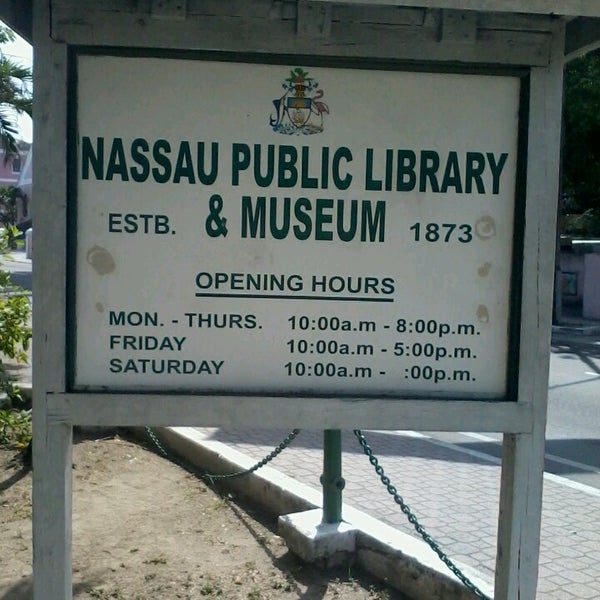 NASSAU PUBLIC LIBRARY
ESTB. & MUSEUM 1873
OPENING HOURS
MON. - THURS. 10:00a.m - 8:00p.m.
FRIDAY 10:00a.m - 5:00p.m.
SATURDAY 10:00a.m - :00p.m.